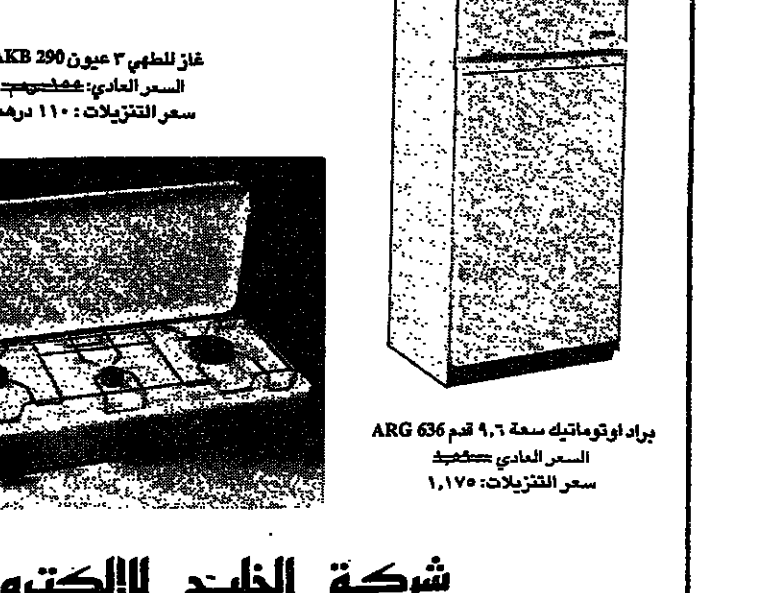 غاز للطهي ٣ عيون AKB 290
السعر العادي:
سعر التنزيلات: ١١٠ درهم
براد اوتوماتيك سعة ٩,٦ قدم ARG 636
السعر العادي
سعر التنزيلات: ١,١٧٥
شركة الخليج